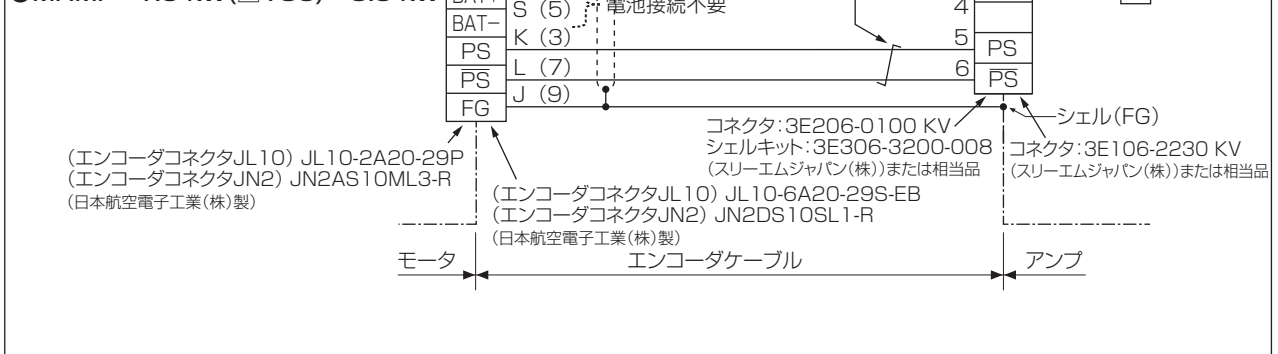 S (5)
電池接続不要
4
BAT−
K (3)
5
PS
PS
L (7)
6
PS
PS
J (9)
FG
シェル(FG)
コネクタ:3E206-0100 KV
シェルキット:3E306-3200-008
(スリーエムジャパン(株))または相当品
コネクタ:3E106-2230 KV
(スリーエムジャパン(株))または相当品
(エンコーダコネクタJL10) JL10-2A20-29P
(エンコーダコネクタJN2) JN2AS10ML3-R
(日本航空電子工業(株)製)
(エンコーダコネクタJL10) JL10-6A20-29S-EB
(エンコーダコネクタJN2) JN2DS10SL1-R
(日本航空電子工業(株)製)
モータ
エンコーダケーブル
アンプ